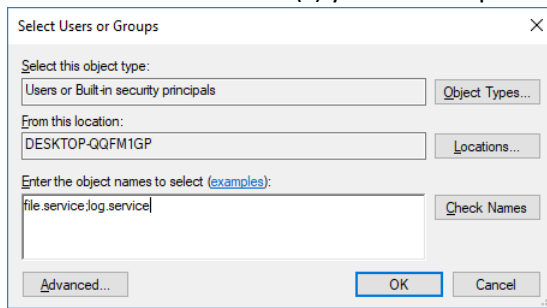 Select Users or Groups
Select this object type:
Users or Built-in security principals
Object Types...
From this location:
DESKTOP-QQFM1GP
Locations...
Enter the object names to select (examples):
file.service;log.service
Check Names
Advanced...
OK
Cancel